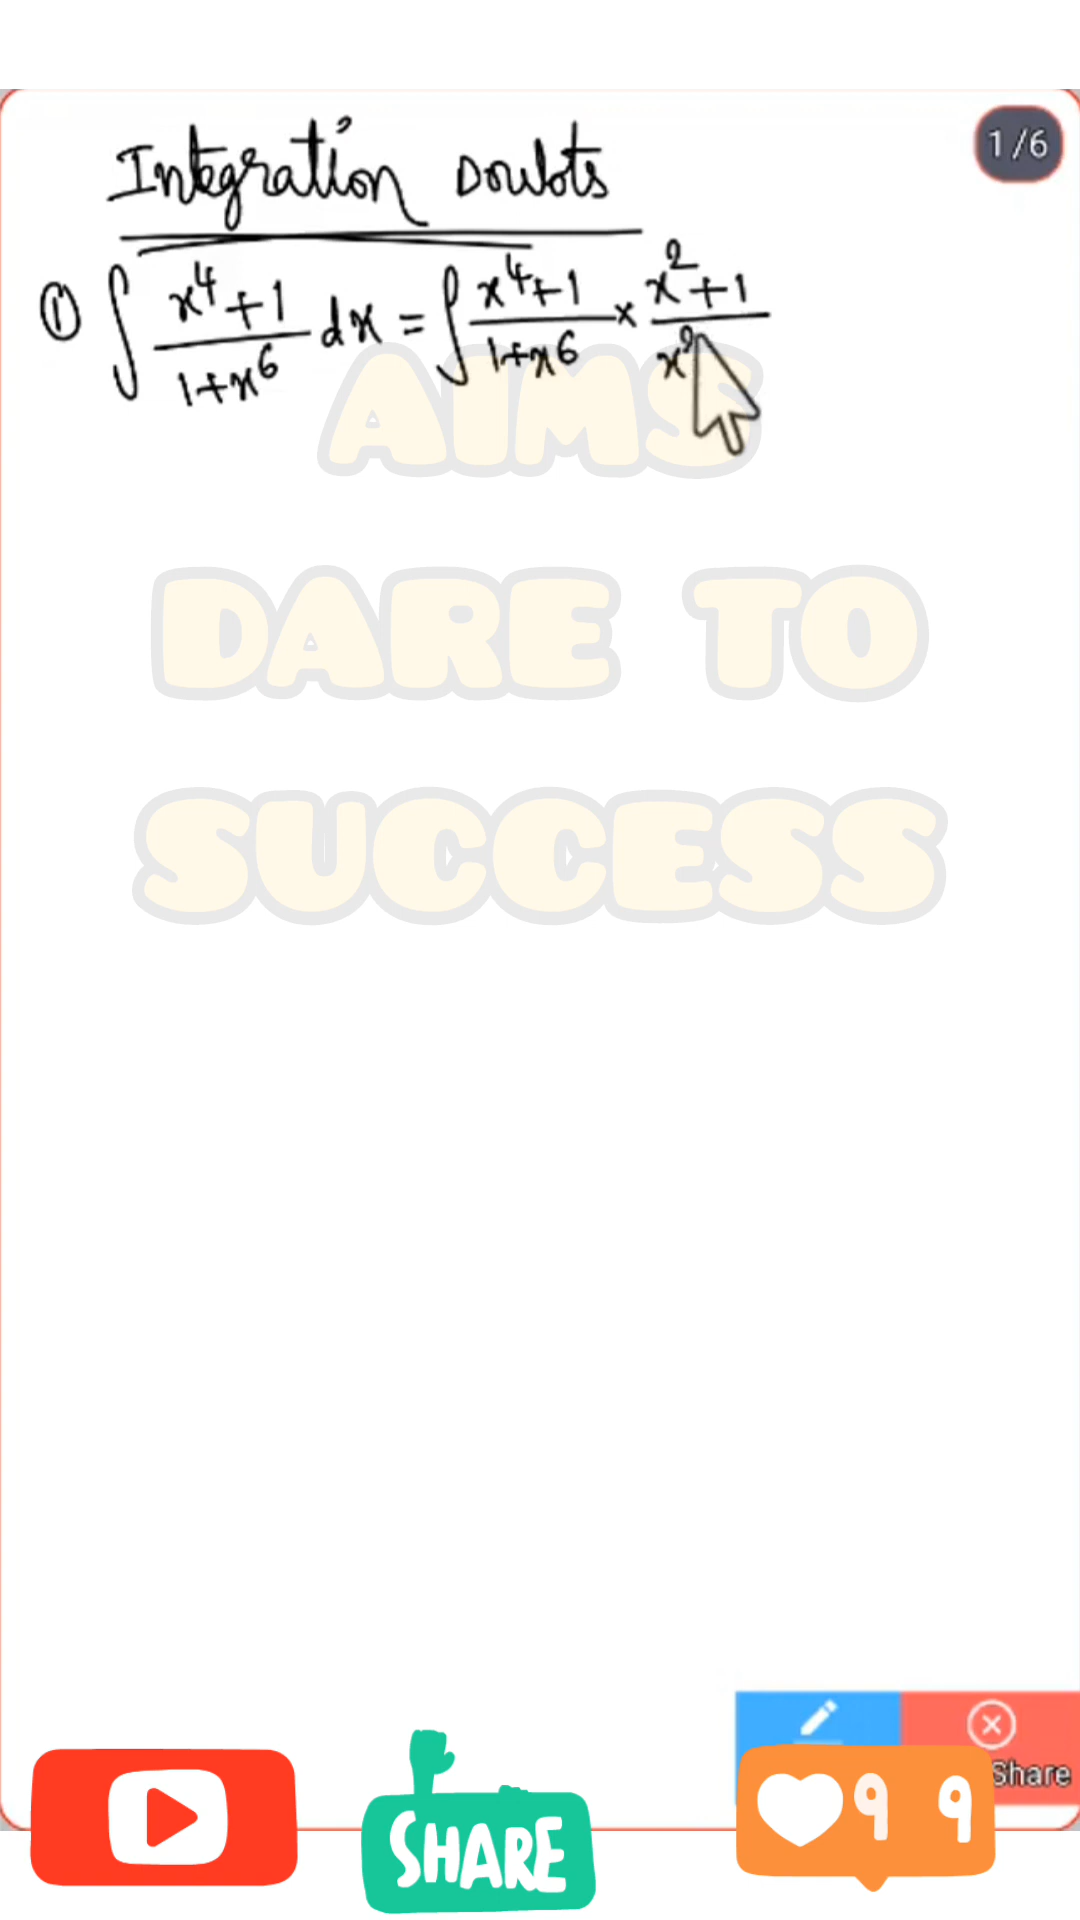 Integration Doubts
1/6
① ∫ x⁴+1 / 1+x⁶ dx = ∫ x⁴+1 / 1+x⁶ × x²+1 / x²
AIMS
DARE TO
SUCCESS
Share
SHARE
9 9